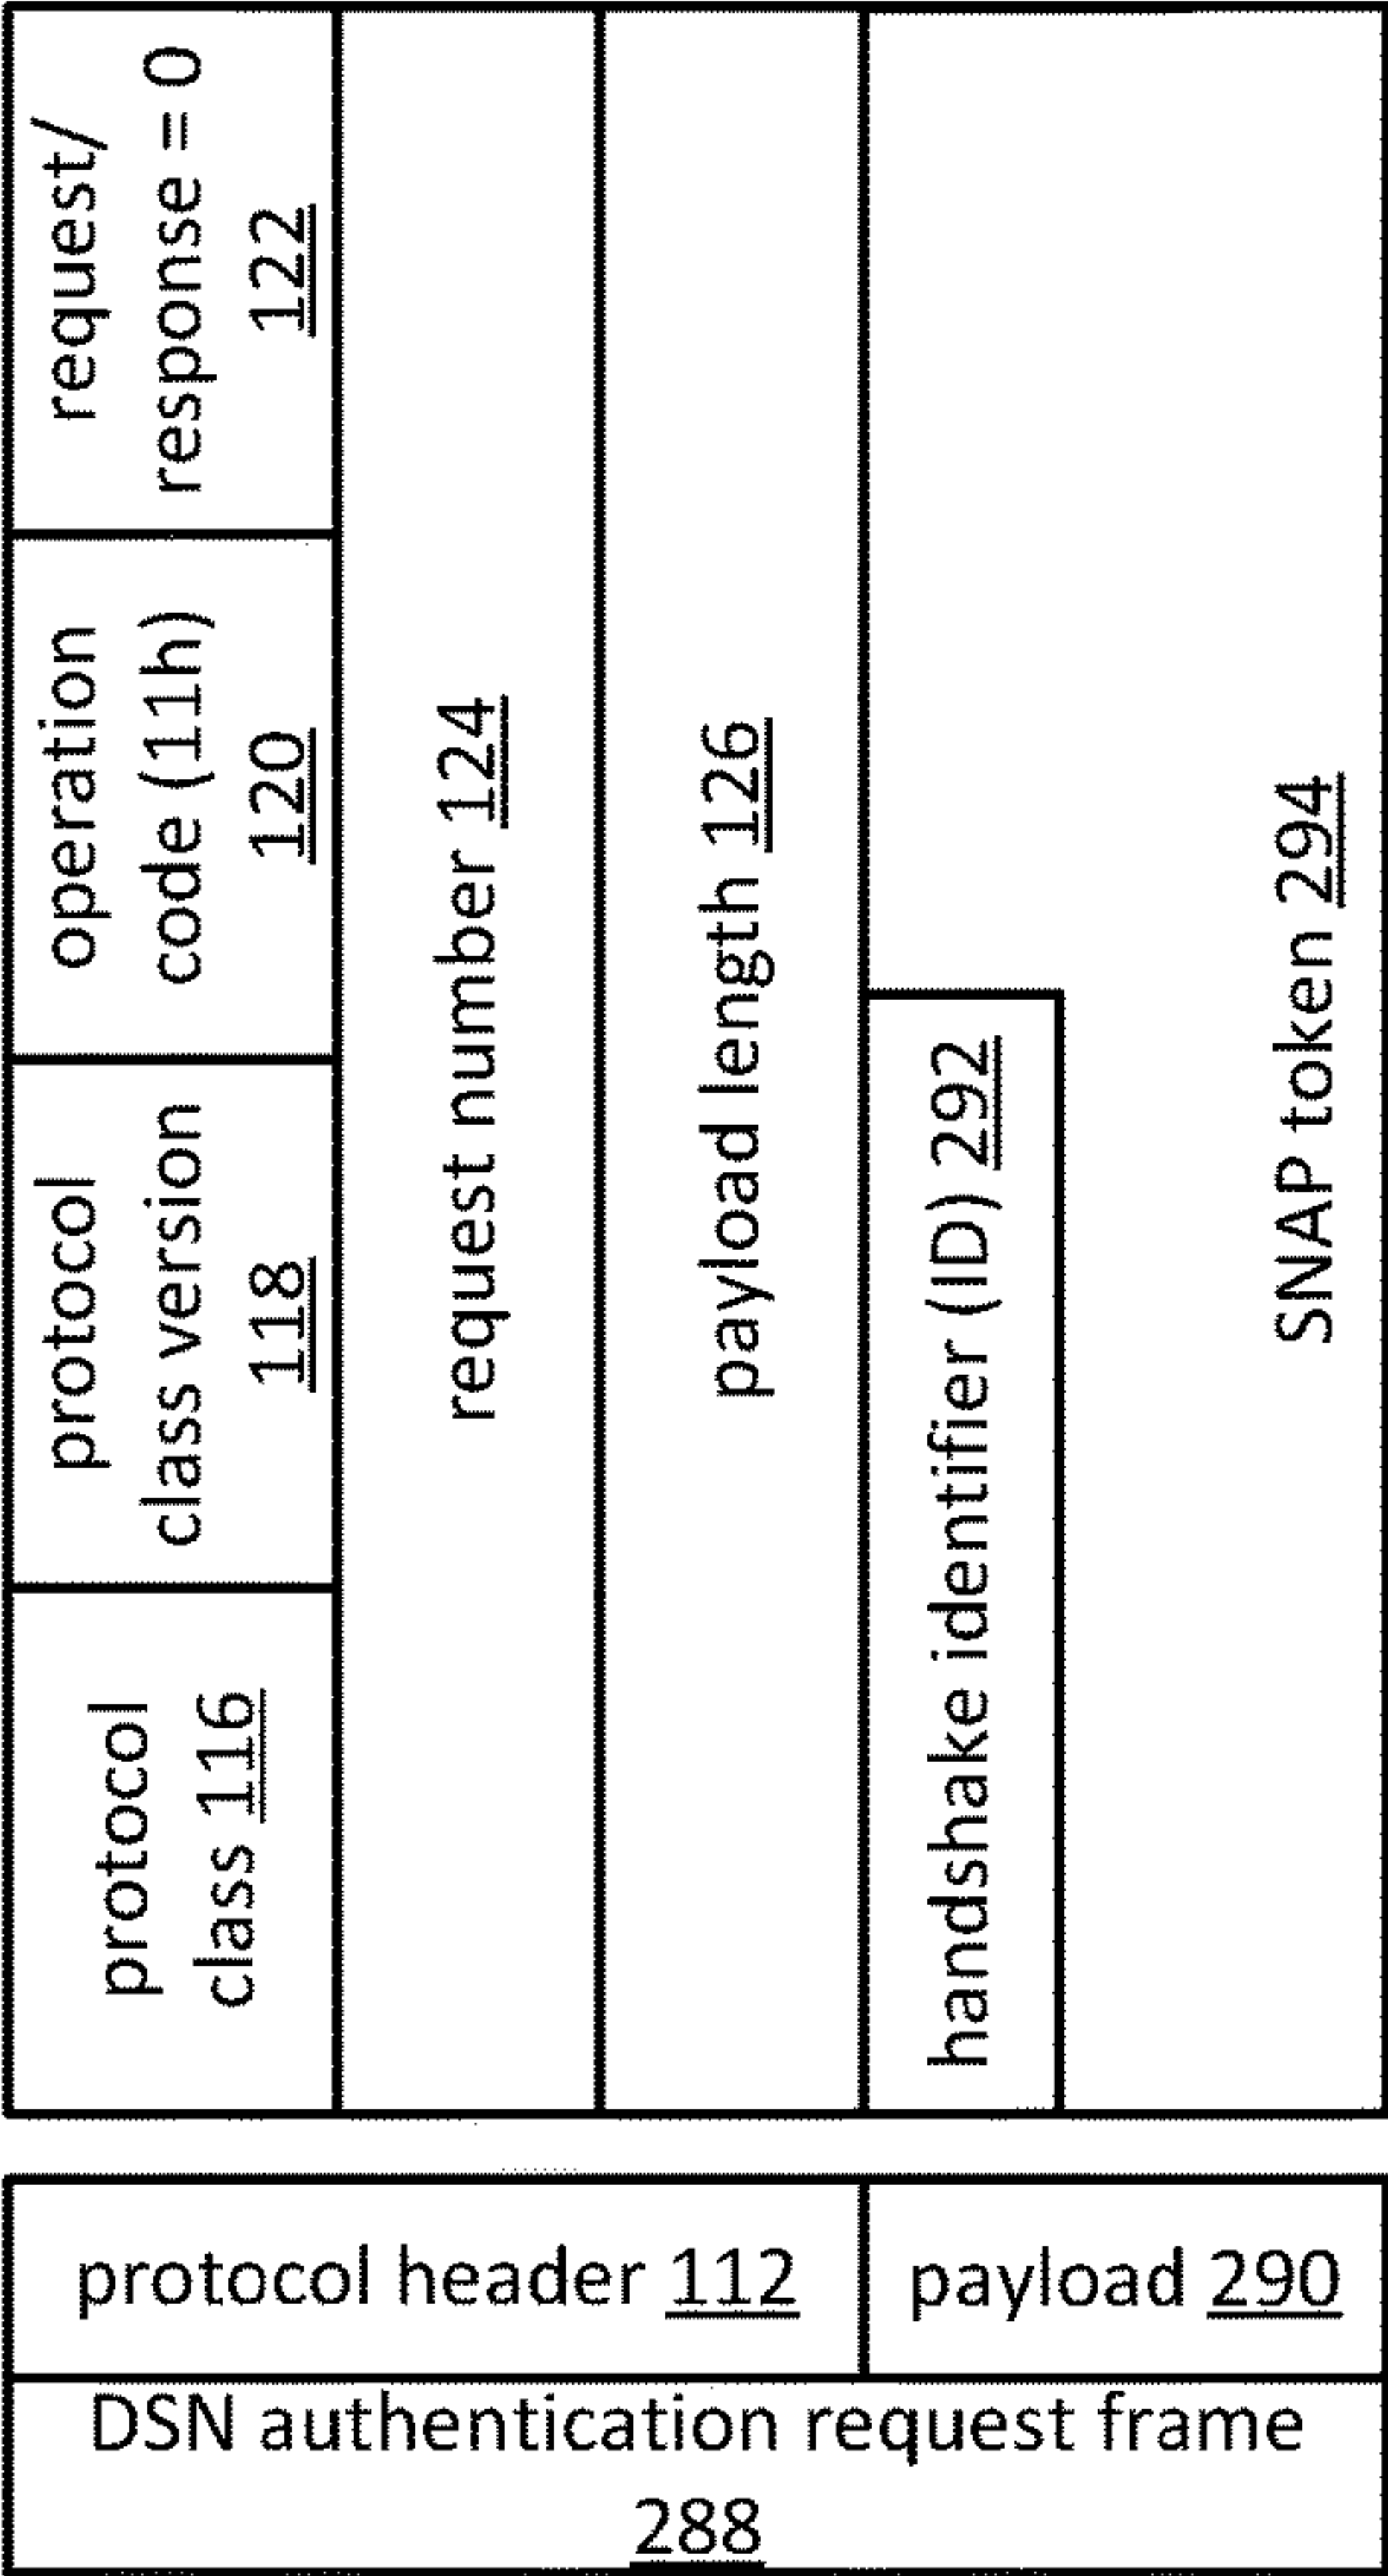 protocol
class 116
protocol
class version
118
operation
code (11h)
120
request/
response = 0
122
request number 124
payload length 126
handshake identifier (ID) 292
SNAP token 294
protocol header 112
payload 290
DSN authentication request frame
288